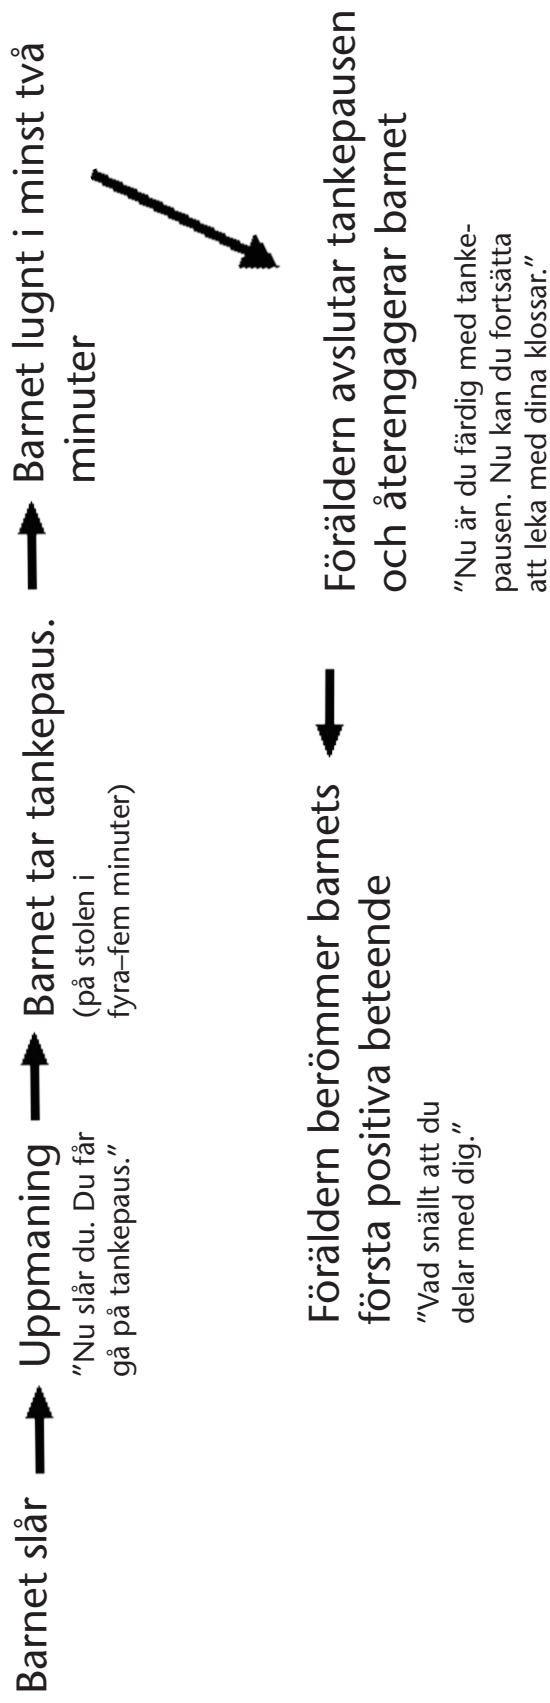 Barnet slår
Uppmaning
”Nu slår du. Du får
gå på tankepaus.”
Barnet tar tankepaus.
(på stolen i
fyra–fem minuter)
Barnet lugnt i minst två
minuter
Föräldern avslutar tankepausen
och återengagerar barnet
”Nu är du färdig med tanke-
pausen. Nu kan du fortsätta
att leka med dina klossar.”
Föräldern berömmer barnets
första positiva beteende
”Vad snällt att du
delar med dig.”